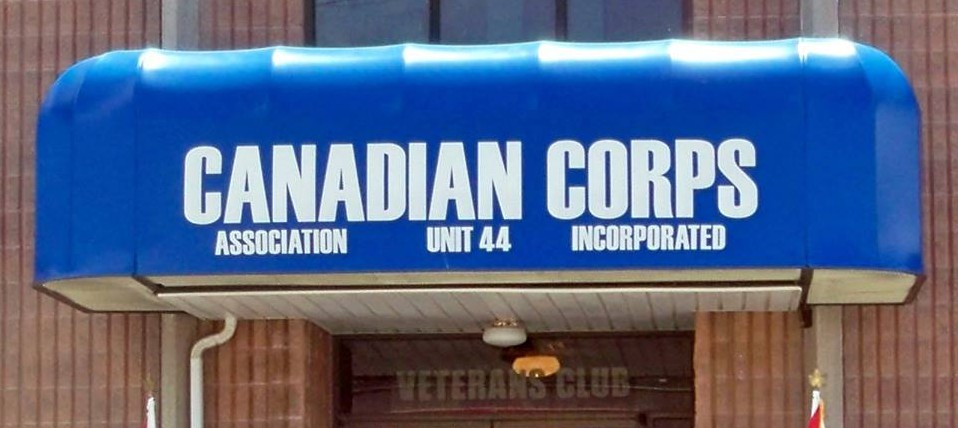 CANADIAN CORPS
ASSOCIATION UNIT 44 INCORPORATED
VETERANS CLUB